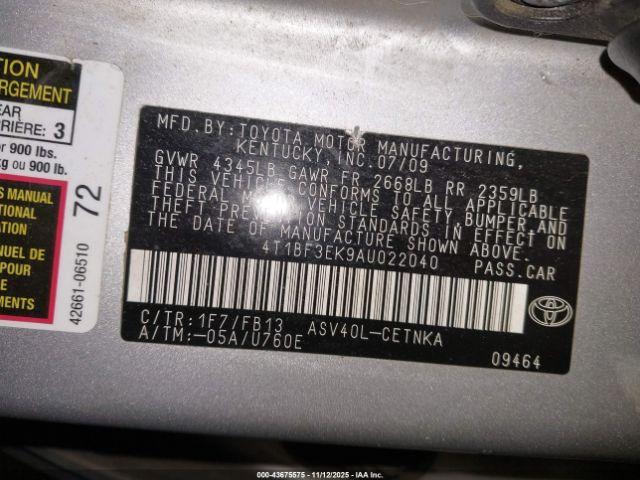 TION
RGEMENT
EAR
RRIÈRE: 3
r 900 lbs.
kg ou 900 lb.
S MANUAL
TIONAL
ATION
NUEL DE
POUR
PRE
72
42661-06510
MFD. BY: TOYOTA MOTOR MANUFACTURING,
KENTUCKY, INC. 07/09
GVWR 4345LB GAWR FR 2668LB RR 2359LB
THIS VEHICLE CONFORMS TO ALL APPLICABLE
FEDERAL MOTOR VEHICLE SAFETY, BUMPER, AND
THEFT PREVENTION STANDARDS IN EFFECT ON
THE DATE OF MANUFACTURE SHOWN ABOVE.
4T1BF3EK9AU022040 PASS.CAR
C/TR: 1F7/FB13 ASV40L-CETNKA
A/TM: -05A/U760E
TOYOTA
09464
000-43675575 - 11/12/2025 - IAA Inc.